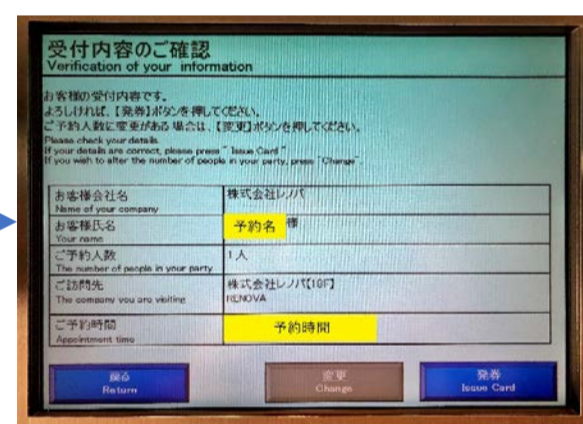 受付内容のご確認
Verification of your information
お客様の受付内容です。
よろしければ、【発券】ボタンを押してください。
ご予約人数に変更がある場合は、【変更】ボタンを押してください。
Please check your details.
If your details are correct, please press "Issue Card"
If you wish to alter the number of people in your party, press "Change".
お客様会社名 株式会社レノバ
Name of your company
お客様氏名 予約名 様
Your name
ご予約人数 1人
The number of people in your party
ご訪問先 株式会社レノバ【10F】
The company you are visiting RENOVA
ご予約時間 予約時間
Appointment time
戻る 変更 発券
Return Change Issue Card